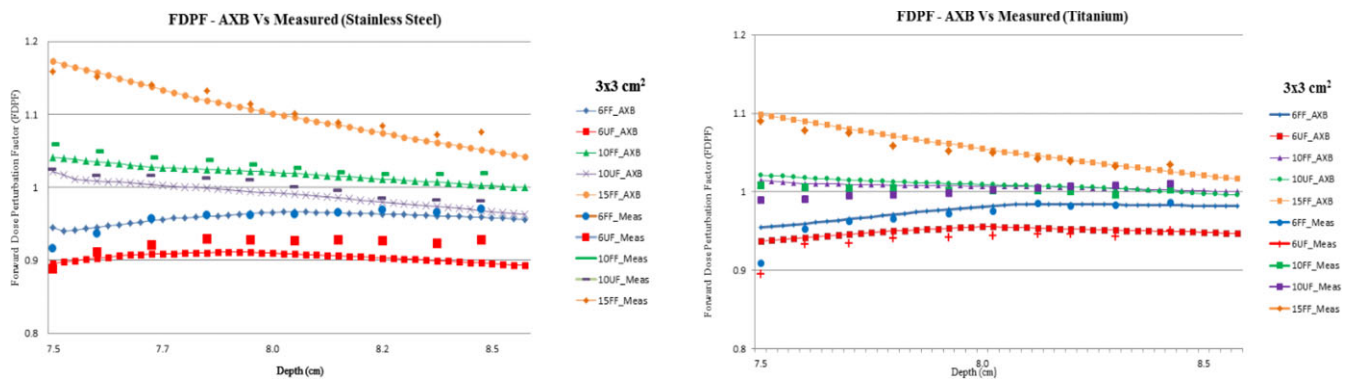 FDPF - AXB Vs Measured (Stainless Steel)
1.2
1.1
1
0.9
0.8
Forward Dose Perturbation Factor (FDPF)
7.5
7.7
8.0
8.2
8.5
Depth (cm)
3x3 cm²
6FF_AXB
6UF_AXB
10FF_AXB
10UF_AXB
15FF_AXB
6FF_Meas
6UF_Meas
10FF_Meas
10UF_Meas
15FF_Meas
FDPF - AXB Vs Measured (Titanium)
1.2
1.1
1
0.9
0.8
Forward Dose Perturbation Factor (FDPF)
7.5
8.0
8.5
Depth (cm)
3x3 cm²
6FF_AXB
6UF_AXB
10FF_AXB
10UF_AXB
15FF_AXB
6FF_Meas
6UF_Meas
10FF_Meas
10UF_Meas
15FF_Meas